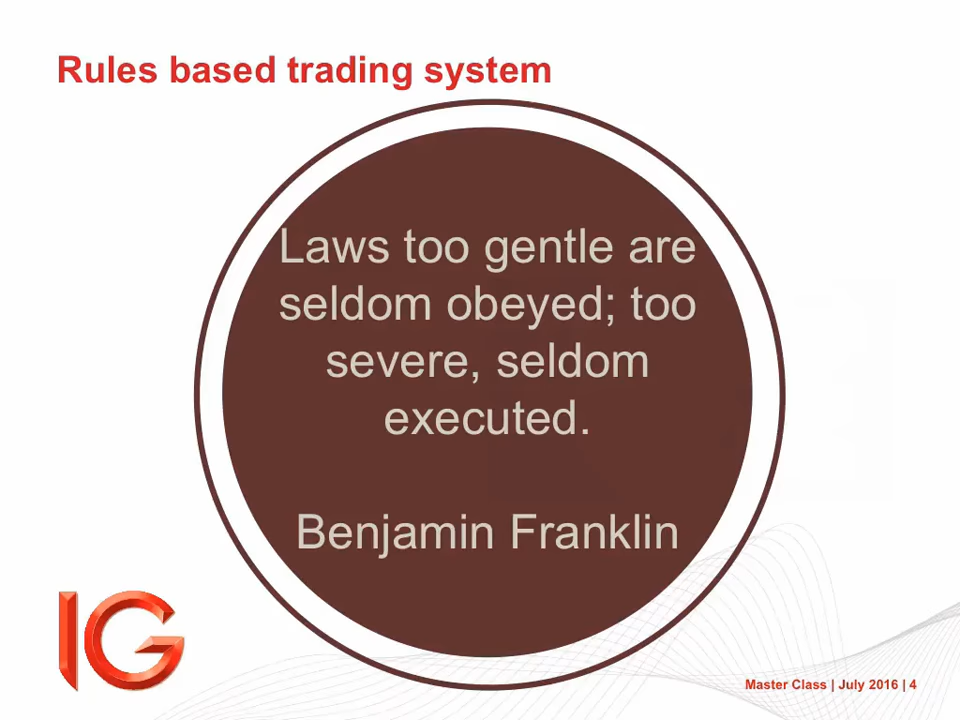 Rules based trading system
Laws too gentle are
seldom obeyed; too
severe, seldom
executed.
Benjamin Franklin
IG
Master Class | July 2016 | 4